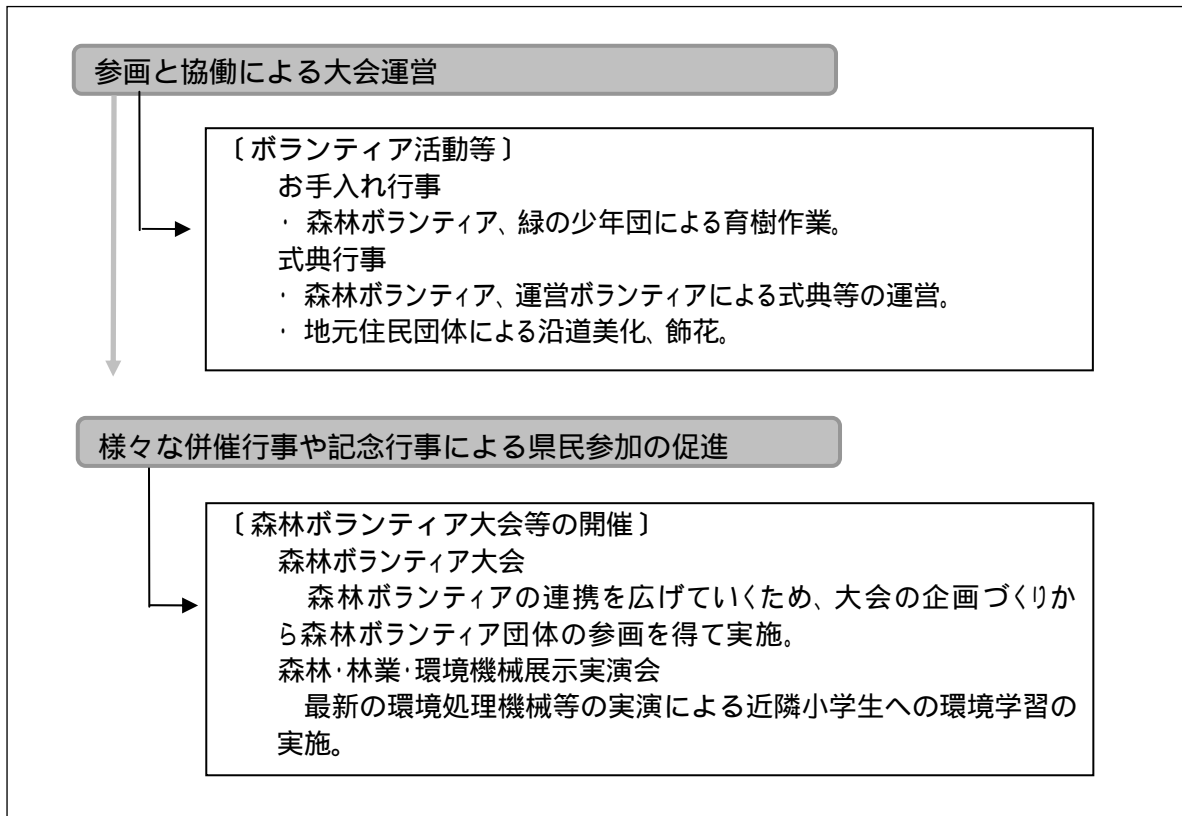 参画と協働による大会運営
〔ボランティア活動等〕
お手入れ行事
・ 森林ボランティア、緑の少年団による育樹作業。
式典行事
・ 森林ボランティア、運営ボランティアによる式典等の運営。
・ 地元住民団体による沿道美化、飾花。
様々な併催行事や記念行事による県民参加の促進
〔森林ボランティア大会等の開催〕
森林ボランティア大会
森林ボランティアの連携を広げていくため、大会の企画づくりか
ら森林ボランティア団体の参画を得て実施。
森林・林業・環境機械展示実演会
最新の環境処理機械等の実演による近隣小学生への環境学習の
実施。